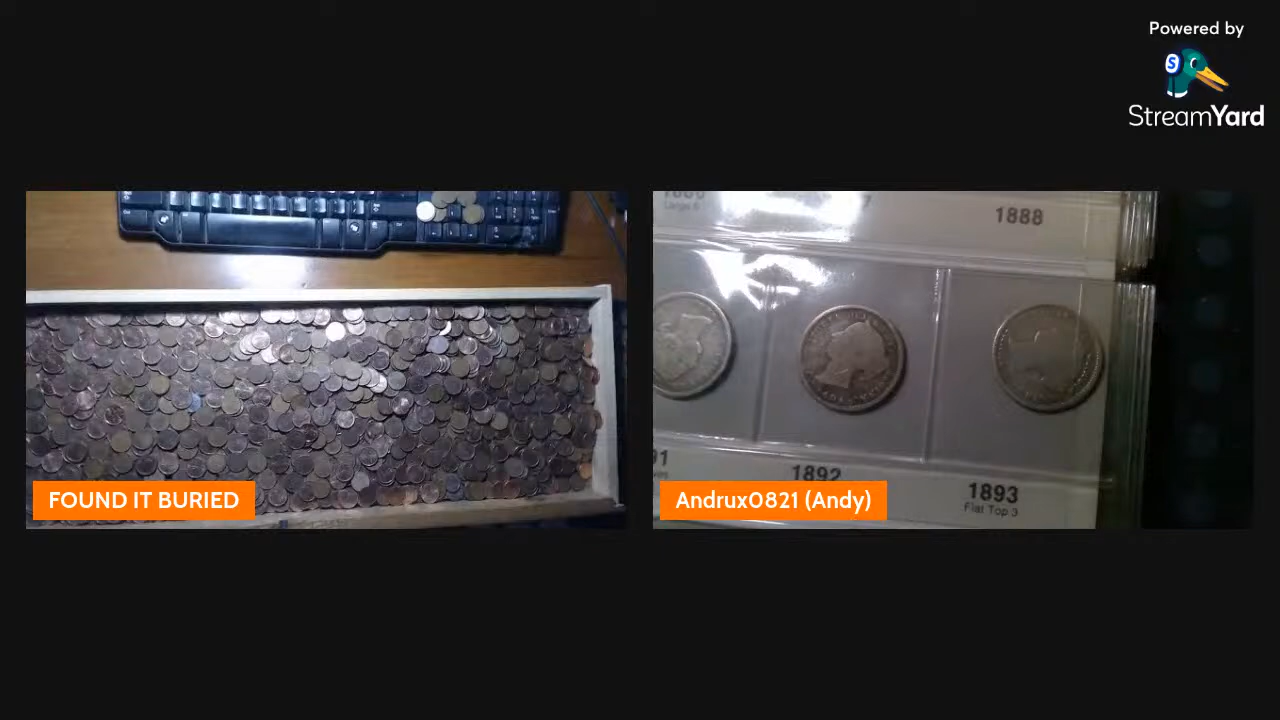 Powered by
StreamYard
1888
1892
1893
Flat Top 3
FOUND IT BURIED
Andrux0821 (Andy)